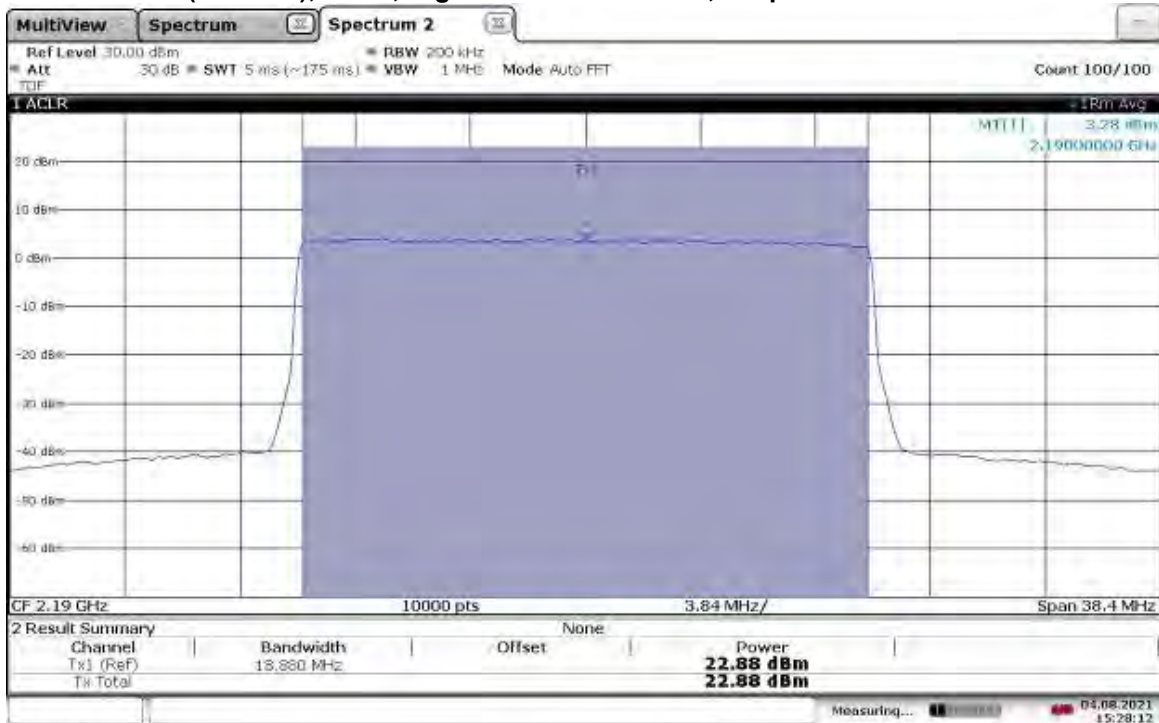 MultiView Spectrum Spectrum 2
Ref Level 30.00 dBm RBW 200 kHz
Att 30 dB SWT 5 ms (~175 ms) VBW 1 MHz Mode Auto FFT Count 100/100
TDF
1 ACLR 1Rm Avg
M1[1] 3.28 dBm
2.19000000 GHz
20 dBm
10 dBm
0 dBm
-10 dBm
-20 dBm
-30 dBm
-40 dBm
-50 dBm
-60 dBm
CF 2.19 GHz 10000 pts 3.84 MHz/ Span 38.4 MHz
2 Result Summary None
Channel Bandwidth Offset Power
Tx1 (Ref) 18.880 MHz 22.88 dBm
Tx Total 22.88 dBm
Measuring... 04.08.2021
15:28:12